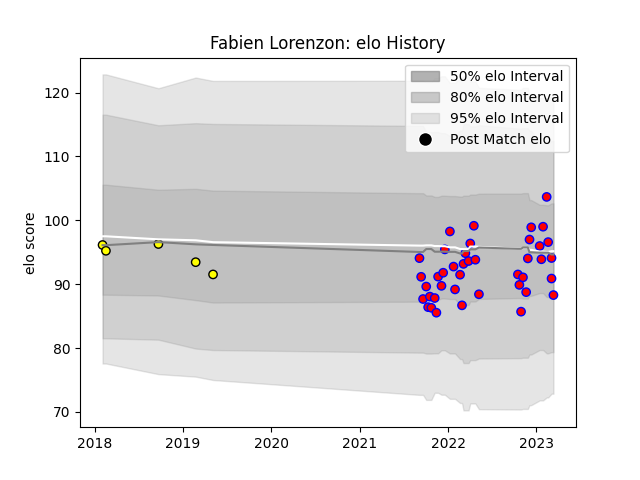 Fabien Lorenzon: elo History
50% elo Interval
80% elo Interval
95% elo Interval
Post Match elo
elo score
120
110
100
90
80
70
2018
2019
2020
2021
2022
2023